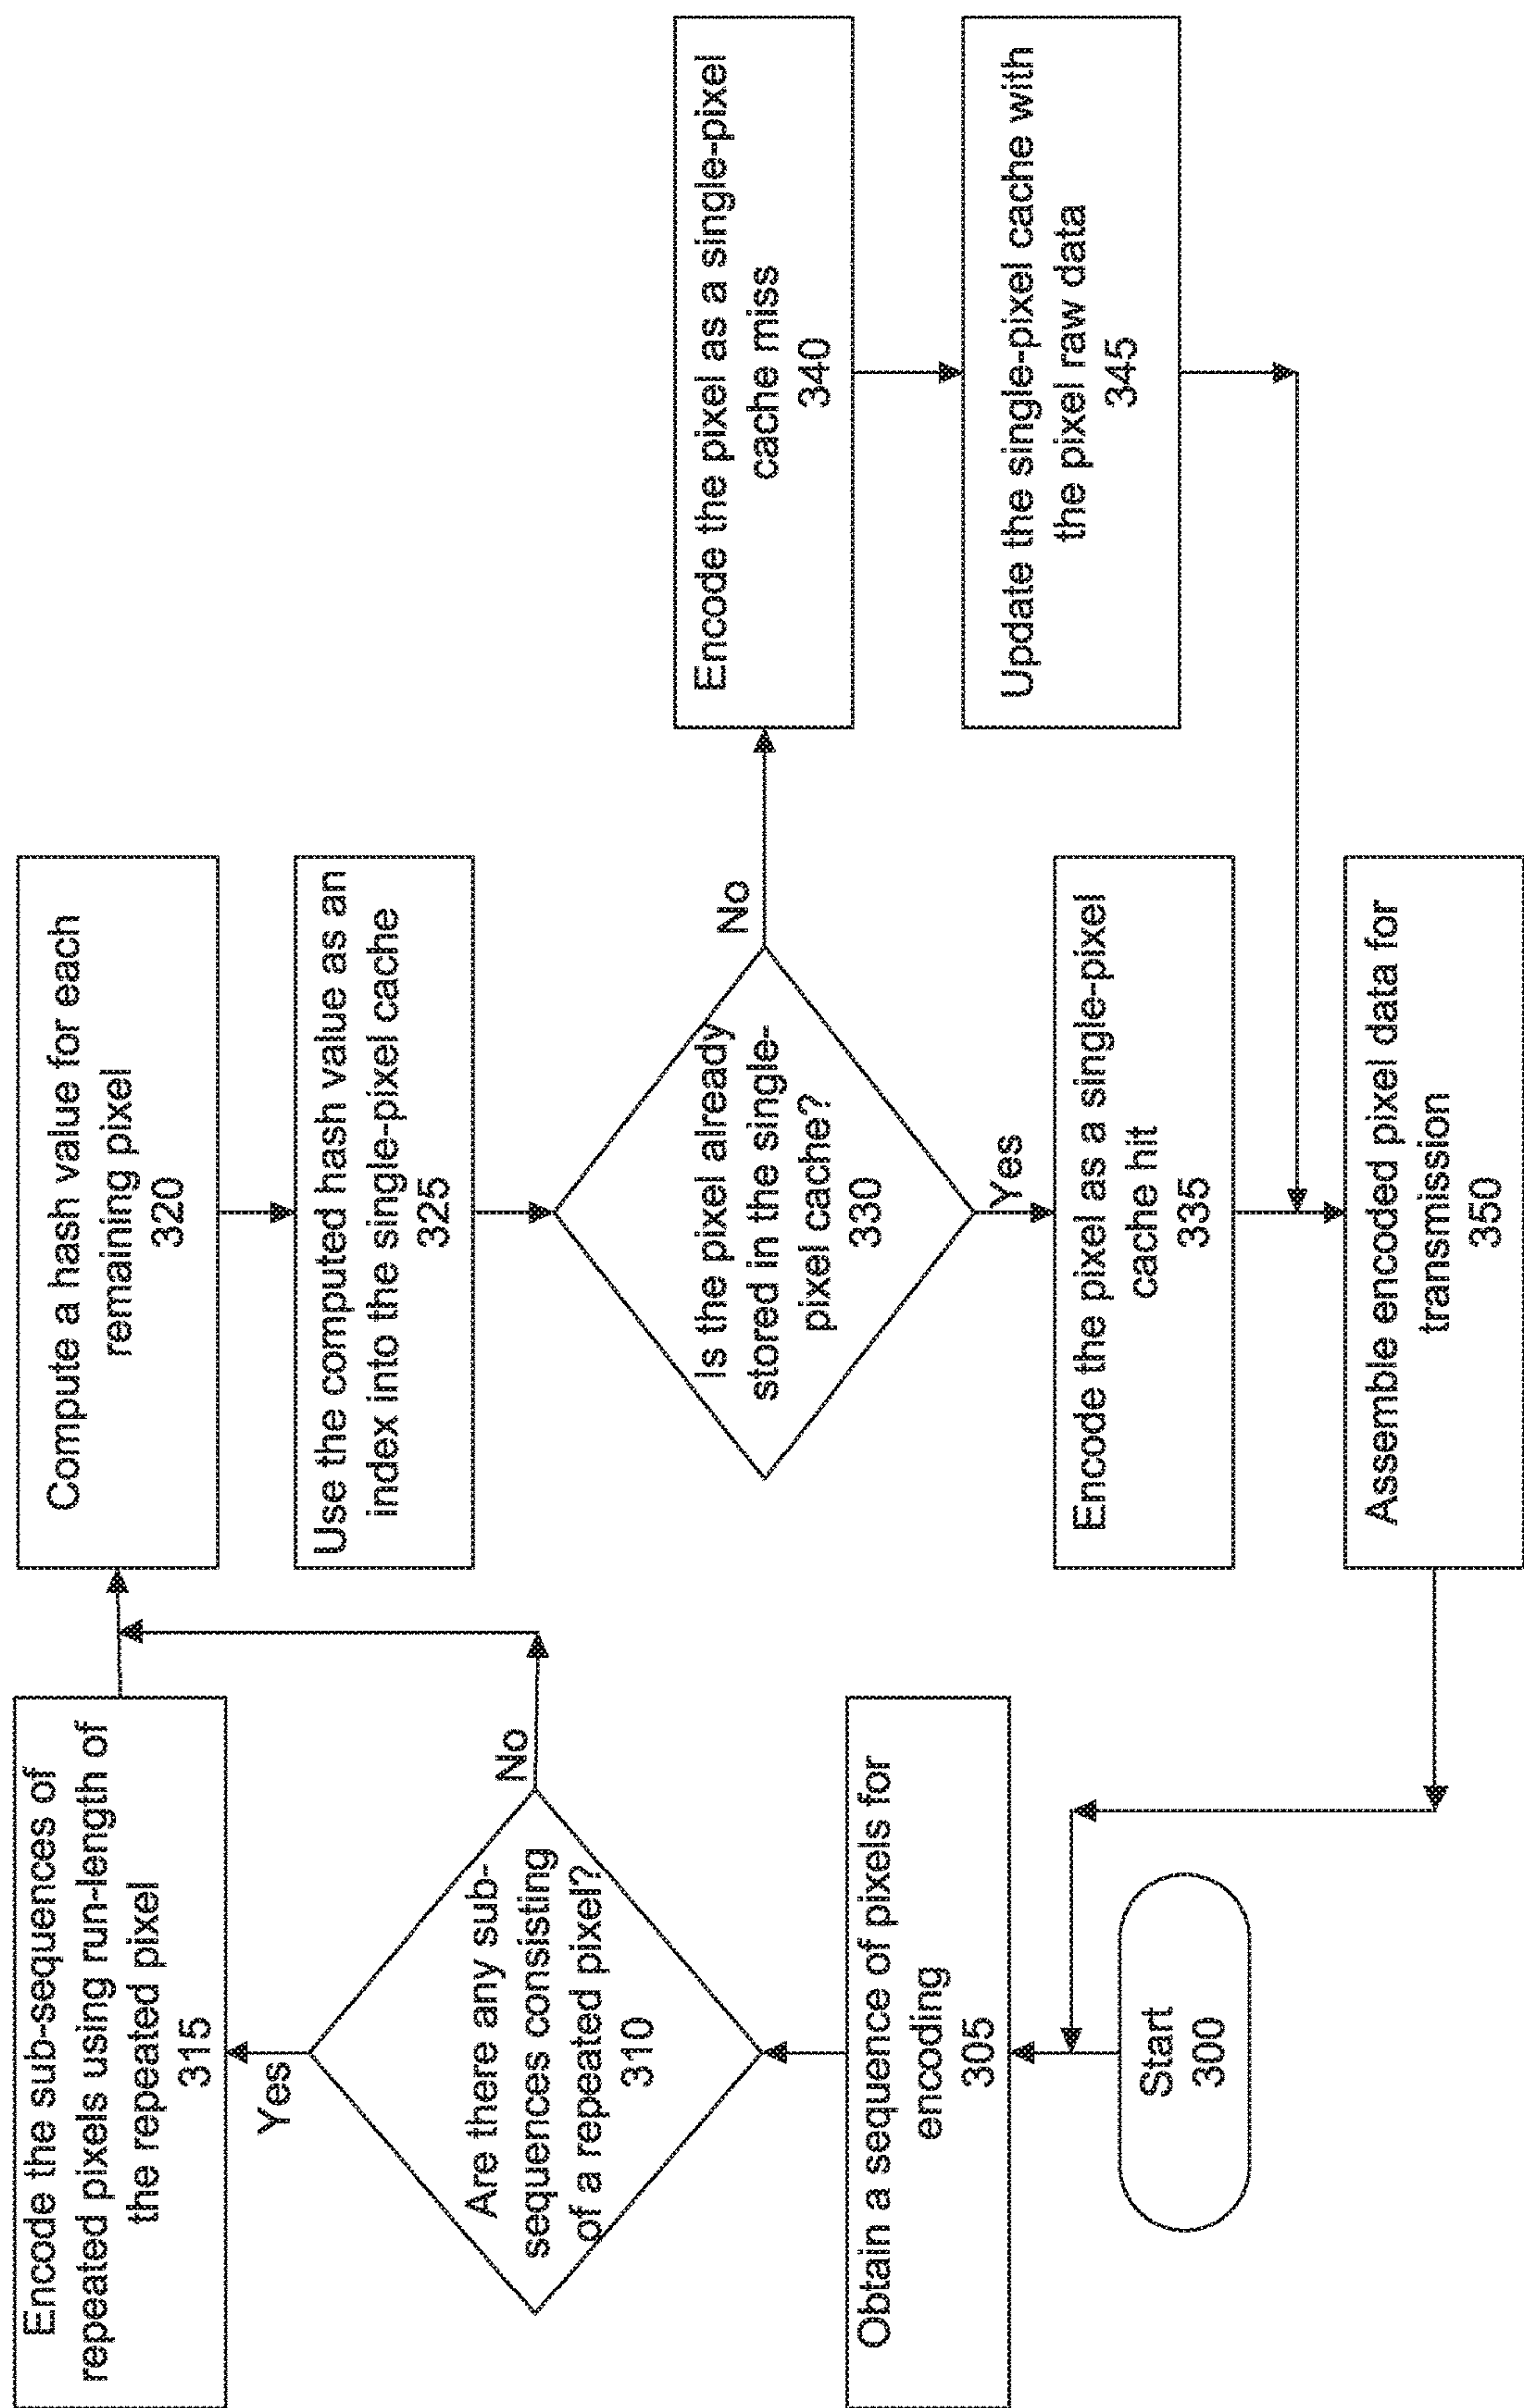 Start
300
Obtain a sequence of pixels for
encoding
305
Are there any sub-
sequences consisting
of a repeated pixel?
310
Yes
No
Encode the sub-sequences of
repeated pixels using run-length of
the repeated pixel
315
Compute a hash value for each
remaining pixel
320
Use the computed hash value as an
index into the single-pixel cache
325
Is the pixel already
stored in the single-
pixel cache?
330
No
Yes
Encode the pixel as a single-pixel
cache hit
335
Encode the pixel as a single-pixel
cache miss
340
Update the single-pixel cache with
the pixel raw data
345
Assemble encoded pixel data for
transmission
350